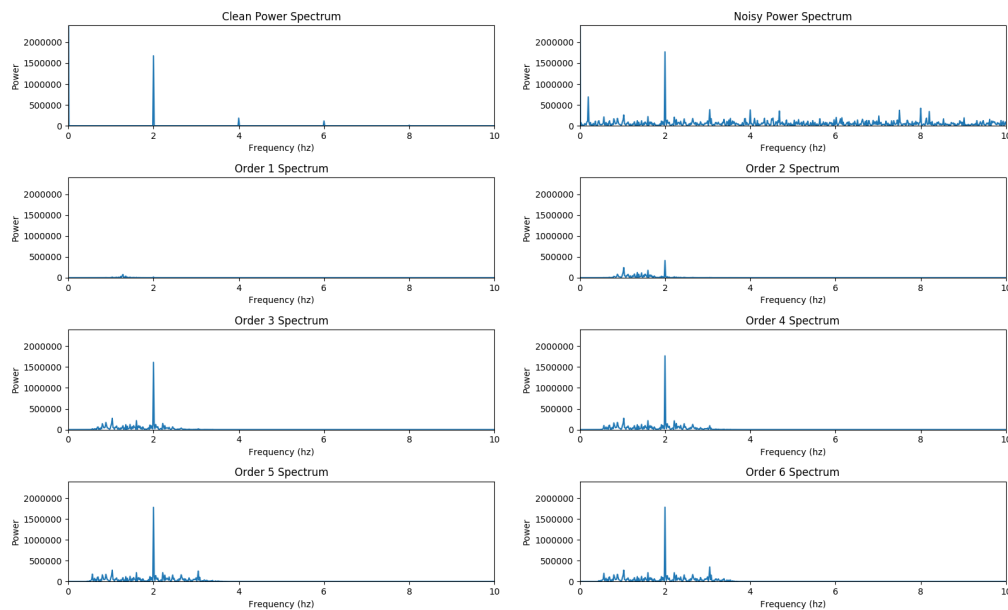 Clean Power Spectrum
2000000
1500000
1000000
500000
0
Power
0 2 4 6 8 10
Frequency (hz)
Noisy Power Spectrum
2000000
1500000
1000000
500000
0
Power
0 2 4 6 8 10
Frequency (hz)
Order 1 Spectrum
2000000
1500000
1000000
500000
0
Power
0 2 4 6 8 10
Frequency (hz)
Order 2 Spectrum
2000000
1500000
1000000
500000
0
Power
0 2 4 6 8 10
Frequency (hz)
Order 3 Spectrum
2000000
1500000
1000000
500000
0
Power
0 2 4 6 8 10
Frequency (hz)
Order 4 Spectrum
2000000
1500000
1000000
500000
0
Power
0 2 4 6 8 10
Frequency (hz)
Order 5 Spectrum
2000000
1500000
1000000
500000
0
Power
0 2 4 6 8 10
Frequency (hz)
Order 6 Spectrum
2000000
1500000
1000000
500000
0
Power
0 2 4 6 8 10
Frequency (hz)